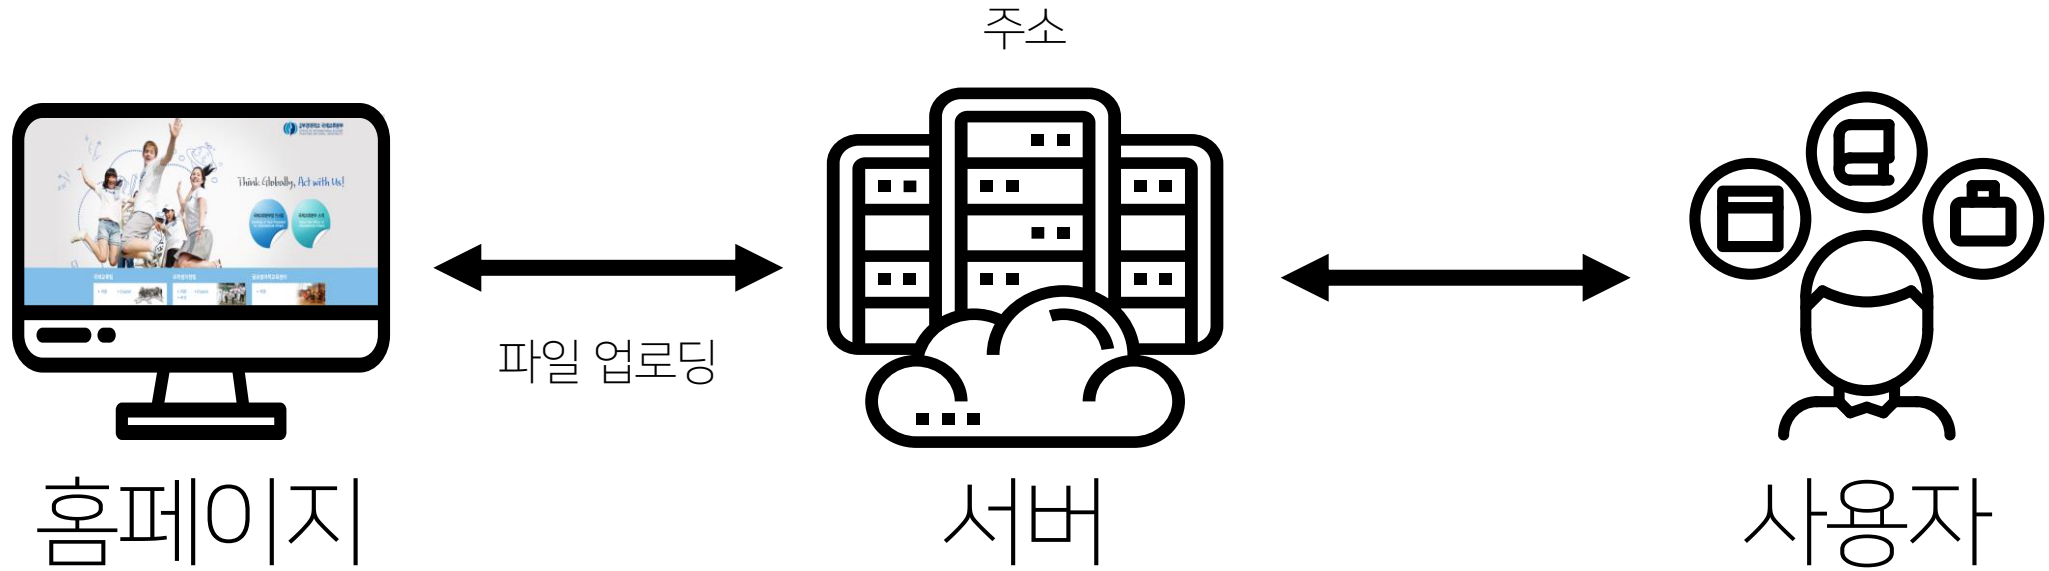 주소
Think Globally, Act with Us!
파일 업로딩
홈페이지
서버
사용자